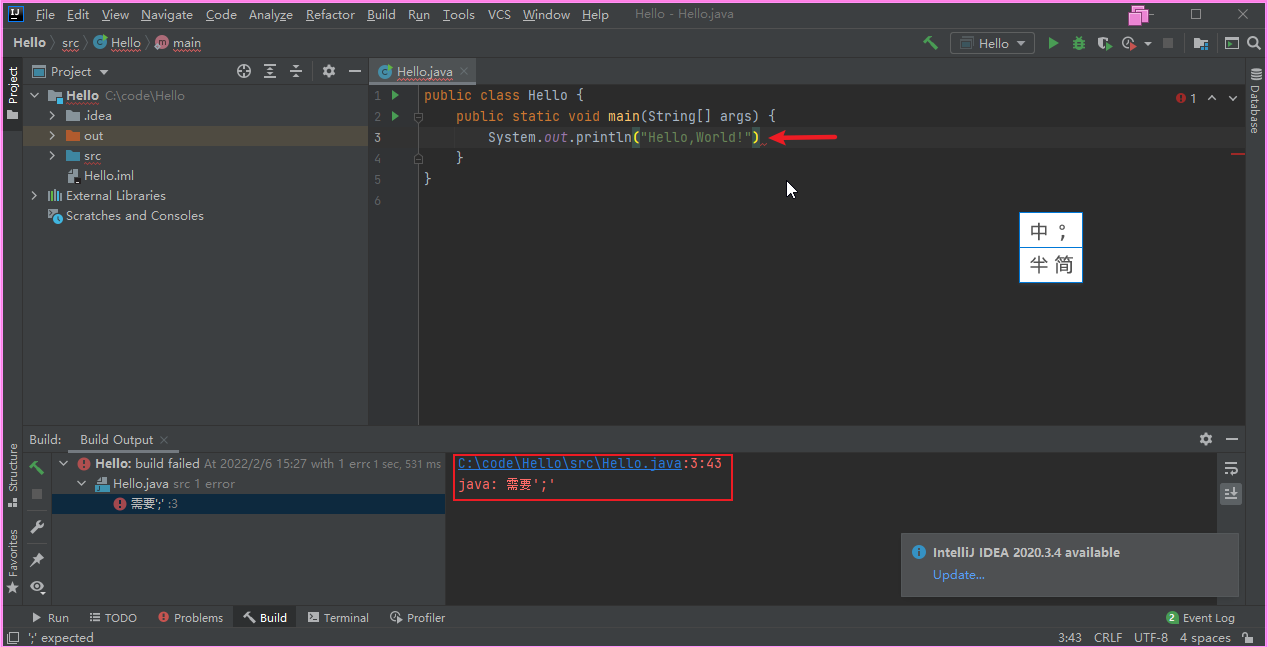 File Edit View Navigate Code Analyze Refactor Build Run Tools VCS Window Help Hello - Hello.java
Hello src Hello main Hello
Project Hello.java
Project
Hello C:\code\Hello
.idea
out
src
Hello.iml
External Libraries
Scratches and Consoles
1 public class Hello {
2 public static void main(String[] args) {
3 System.out.println("Hello,World!")
4 }
5 }
6
1
Database
中 °;
半 简
Build: Build Output
Structure
Favorites
Hello: build failed At 2022/2/6 15:27 with 1 errc 1 sec, 531 ms
Hello.java src 1 error
需要';' :3
C:\code\Hello\src\Hello.java:3:43
java: 需要';'
IntelliJ IDEA 2020.3.4 available
Update...
Run TODO Problems Build Terminal Profiler 2 Event Log
';' expected 3:43 CRLF UTF-8 4 spaces